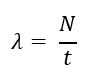 λ = N/t